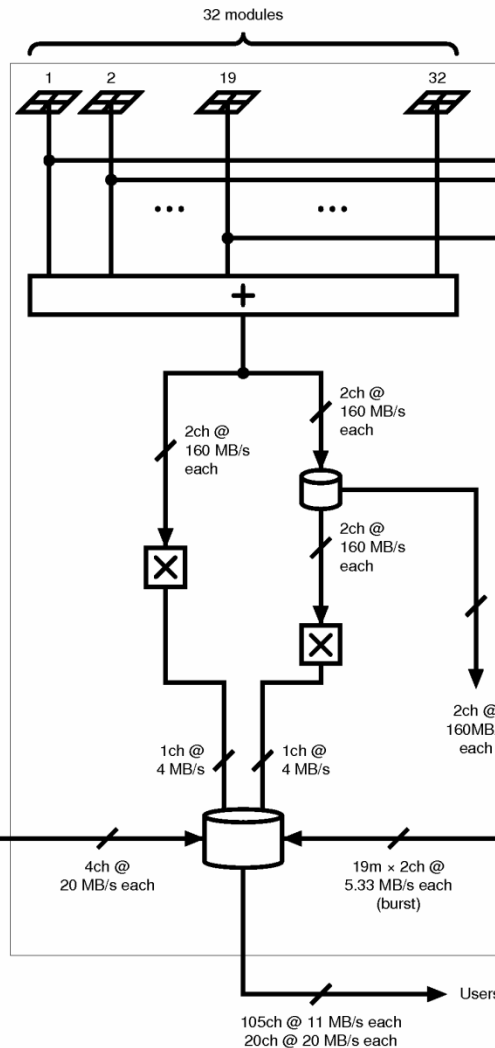 32 modules
1 2 19 32
... ...
+
2ch @
160 MB/s
each
2ch @
160 MB/s
each
2ch @
160 MB/s
each
2ch @
160MB/
each
1ch @
4 MB/s
1ch @
4 MB/s
4ch @
20 MB/s each
19m × 2ch @
5.33 MB/s each
(burst)
Users
105ch @ 11 MB/s each
20ch @ 20 MB/s each